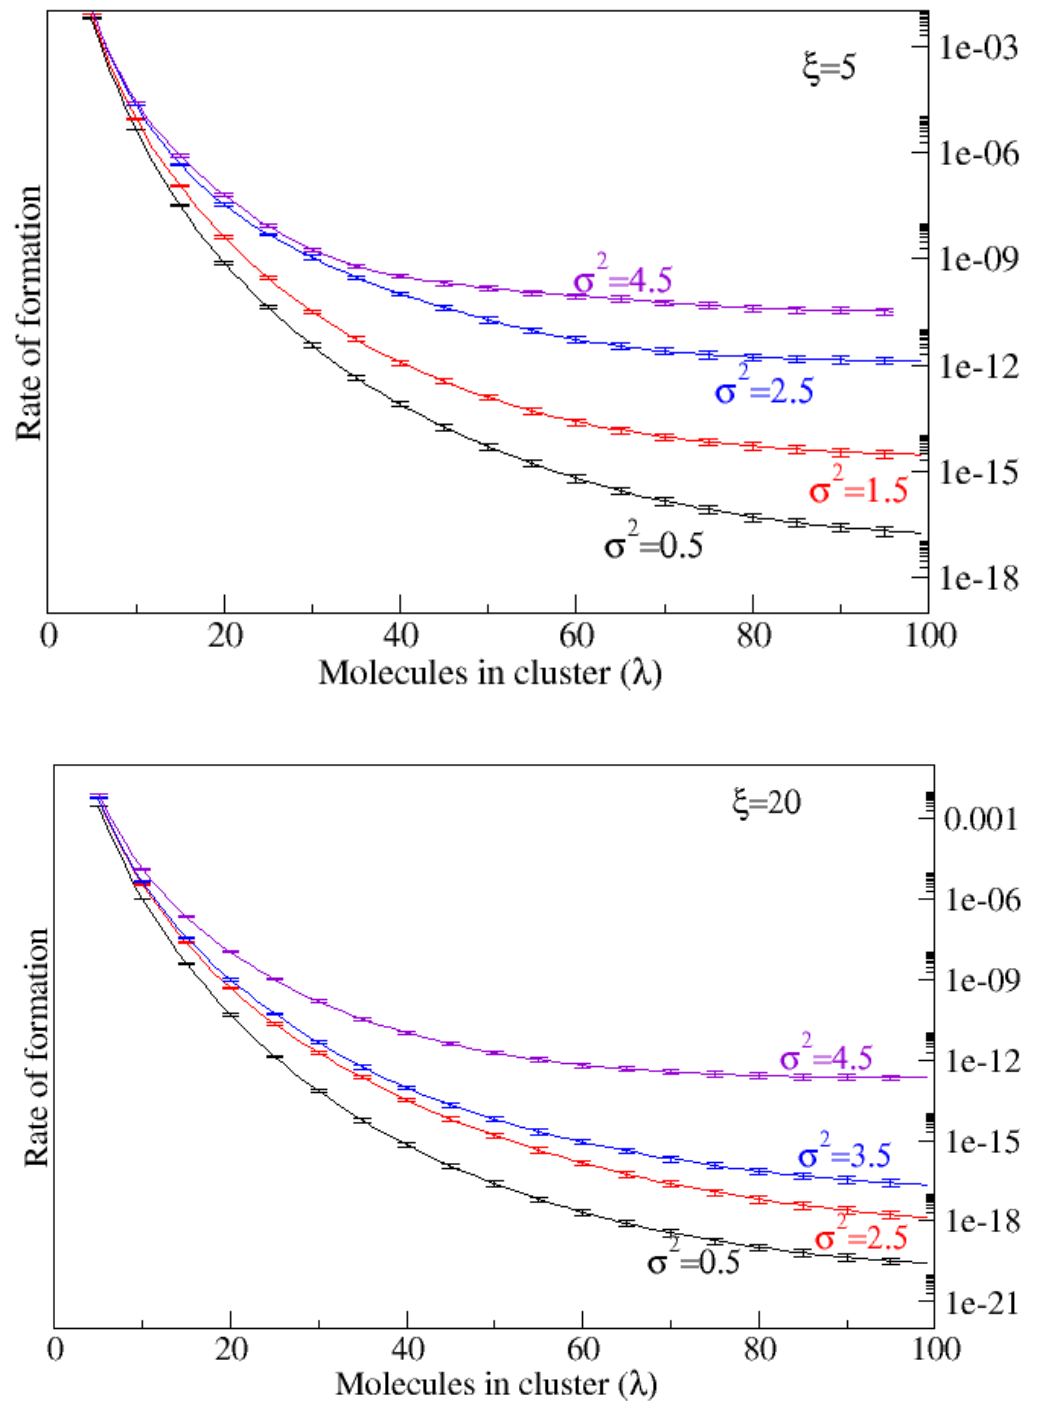 ξ=5
1e-03
1e-06
1e-09
1e-12
1e-15
1e-18
Rate of formation
σ²=4.5
σ²=2.5
σ²=1.5
σ²=0.5
0 20 40 60 80 100
Molecules in cluster (λ)
ξ=20
0.001
1e-06
1e-09
1e-12
1e-15
1e-18
1e-21
Rate of formation
σ²=4.5
σ²=3.5
σ²=2.5
σ²=0.5
0 20 40 60 80 100
Molecules in cluster (λ)